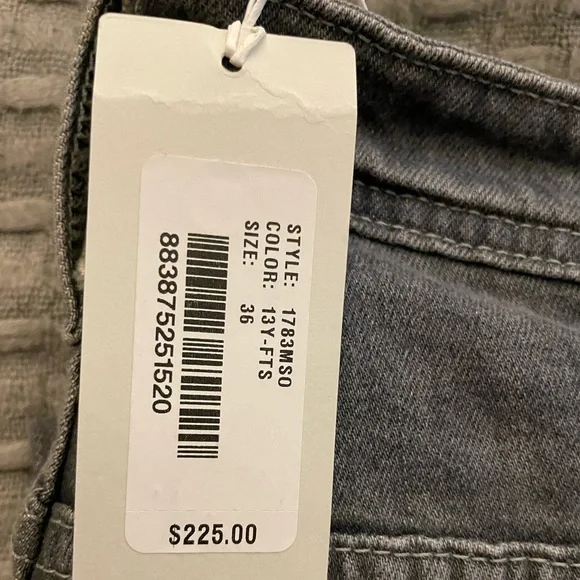 STYLE: 1783MSO
COLOR: 13Y-FTS
SIZE: 36
883875251520
$225.00